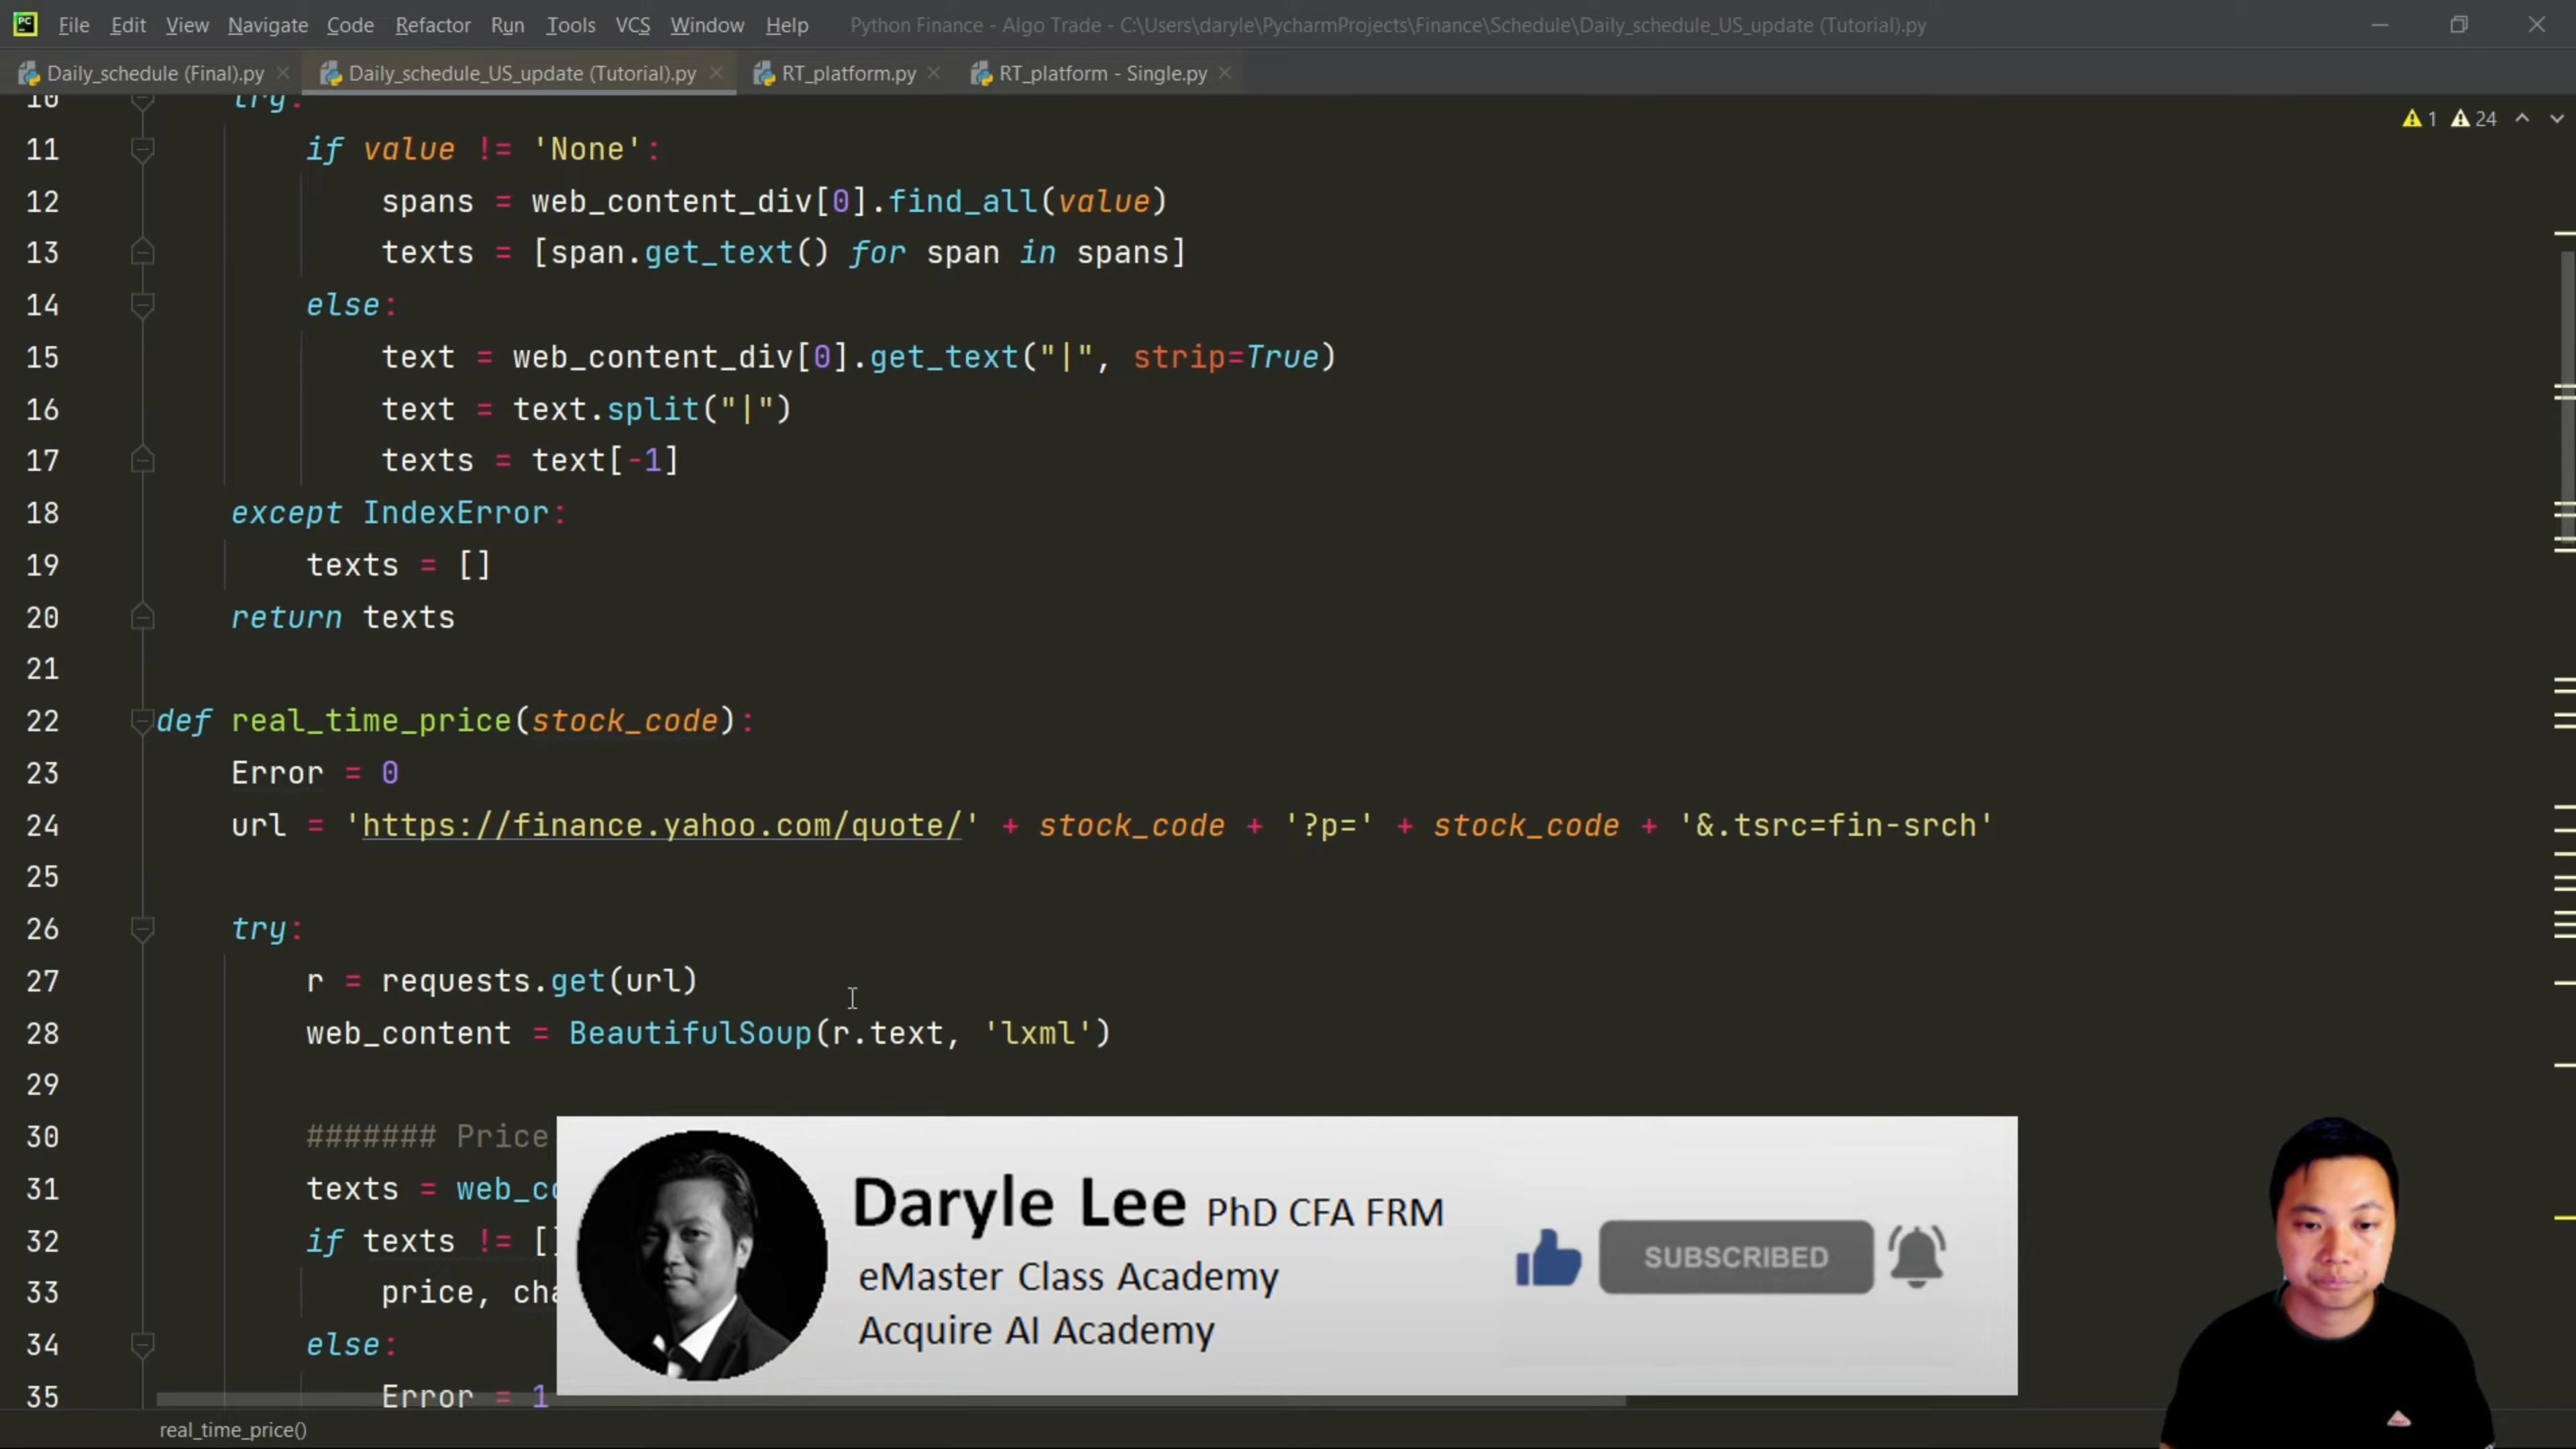 PC File Edit View Navigate Code Refactor Run Tools VCS Window Help Python Finance - Algo Trade - C:\Users\daryle\PycharmProjects\Finance\Schedule\Daily_schedule_US_update (Tutorial).py
Daily_schedule (Final).py Daily_schedule_US_update (Tutorial).py RT_platform.py RT_platform - Single.py
1 24
10 try:
11 if value != 'None':
12 spans = web_content_div[0].find_all(value)
13 texts = [span.get_text() for span in spans]
14 else:
15 text = web_content_div[0].get_text("|", strip=True)
16 text = text.split("|")
17 texts = text[-1]
18 except IndexError:
19 texts = []
20 return texts
21
22 def real_time_price(stock_code):
23 Error = 0
24 url = 'https://finance.yahoo.com/quote/' + stock_code + '?p=' + stock_code + '&.tsrc=fin-srch'
25
26 try:
27 r = requests.get(url)
28 web_content = BeautifulSoup(r.text, 'lxml')
29
30 ####### Price
31 texts = web_co
32 if texts != []
33 price, cha
34 else:
35 Error = 1
Daryle Lee PhD CFA FRM
eMaster Class Academy
Acquire AI Academy
SUBSCRIBED
real_time_price()